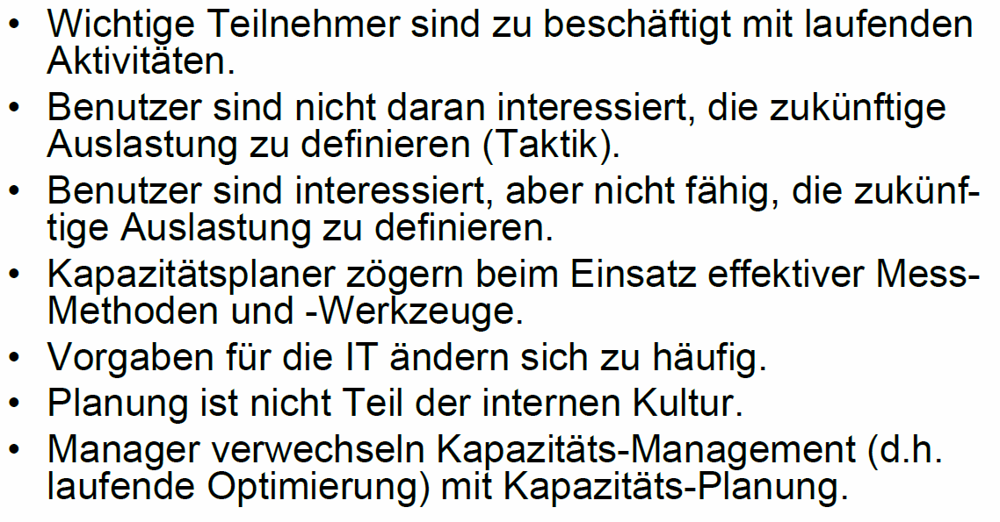 • Wichtige Teilnehmer sind zu beschäftigt mit laufenden
Aktivitäten.
• Benutzer sind nicht daran interessiert, die zukünftige
Auslastung zu definieren (Taktik).
• Benutzer sind interessiert, aber nicht fähig, die zukünf-
tige Auslastung zu definieren.
• Kapazitätsplaner zögern beim Einsatz effektiver Mess-
Methoden und -Werkzeuge.
• Vorgaben für die IT ändern sich zu häufig.
• Planung ist nicht Teil der internen Kultur.
• Manager verwechseln Kapazitäts-Management (d.h.
laufende Optimierung) mit Kapazitäts-Planung.